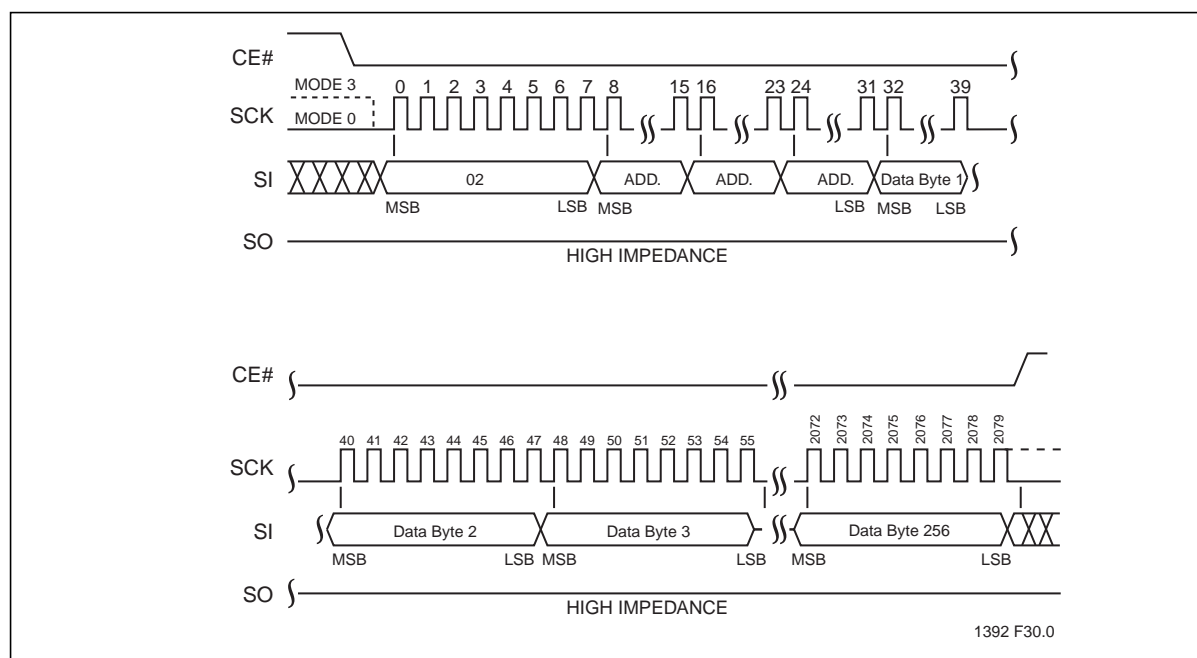 CE#
MODE 3
0 1 2 3 4 5 6 7 8 15 16 23 24 31 32 39
SCK
MODE 0
SI
02 ADD. ADD. ADD. Data Byte 1
MSB LSB MSB LSB MSB LSB
SO
HIGH IMPEDANCE
CE#
40 41 42 43 44 45 46 47 48 49 50 51 52 53 54 55 2072 2073 2074 2075 2076 2077 2078 2079
SCK
SI
Data Byte 2 Data Byte 3 Data Byte 256
MSB LSB MSB LSB MSB LSB
SO
HIGH IMPEDANCE
1392 F30.0